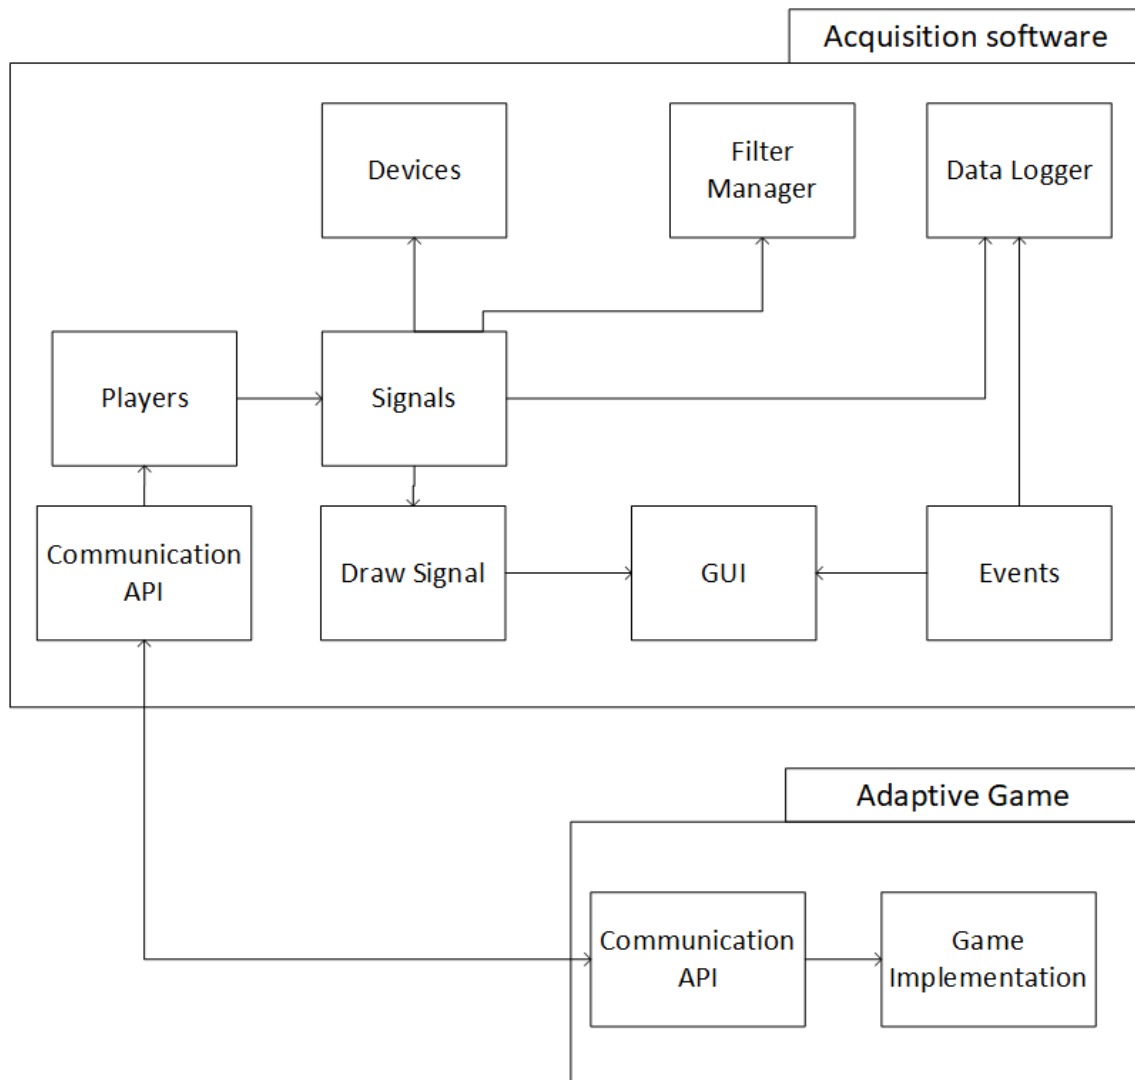 Acquisition software
Devices
Filter
Manager
Data Logger
Players
Signals
Communication
API
Draw Signal
GUI
Events
Adaptive Game
Communication
API
Game
Implementation